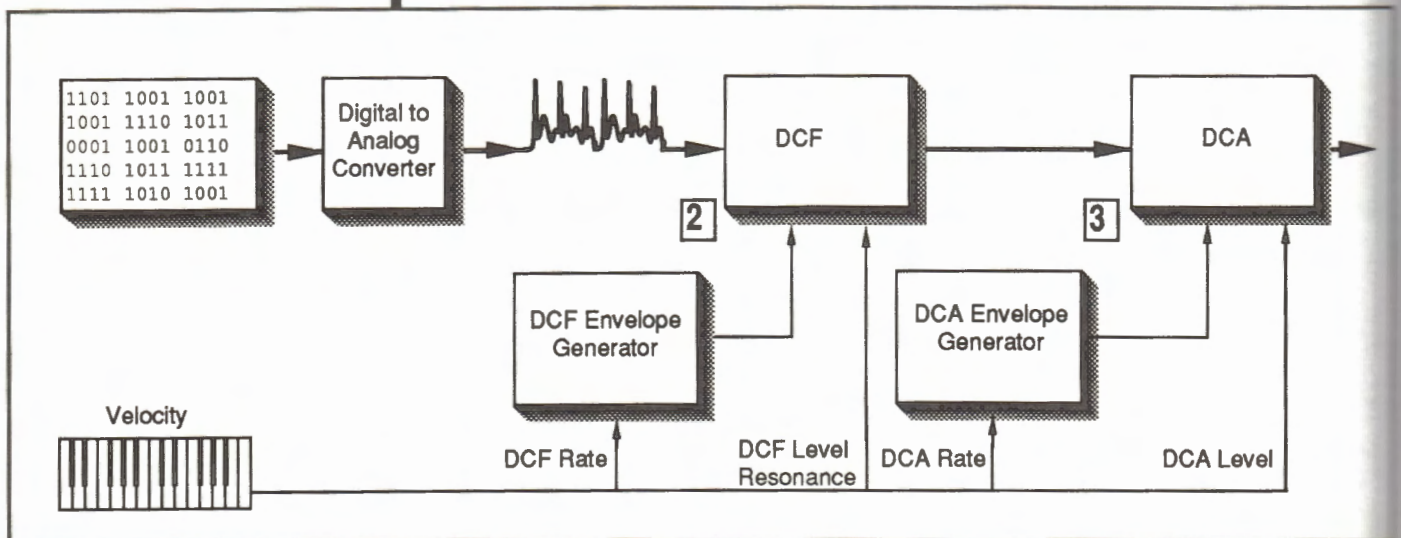 1101 1001 1001
1001 1110 1011
0001 1001 0110
1110 1011 1111
1111 1010 1001
Digital to
Analog
Converter
DCF
DCA
2
3
DCF Envelope
Generator
DCA Envelope
Generator
Velocity
DCF Rate
DCF Level
Resonance
DCA Rate
DCA Level